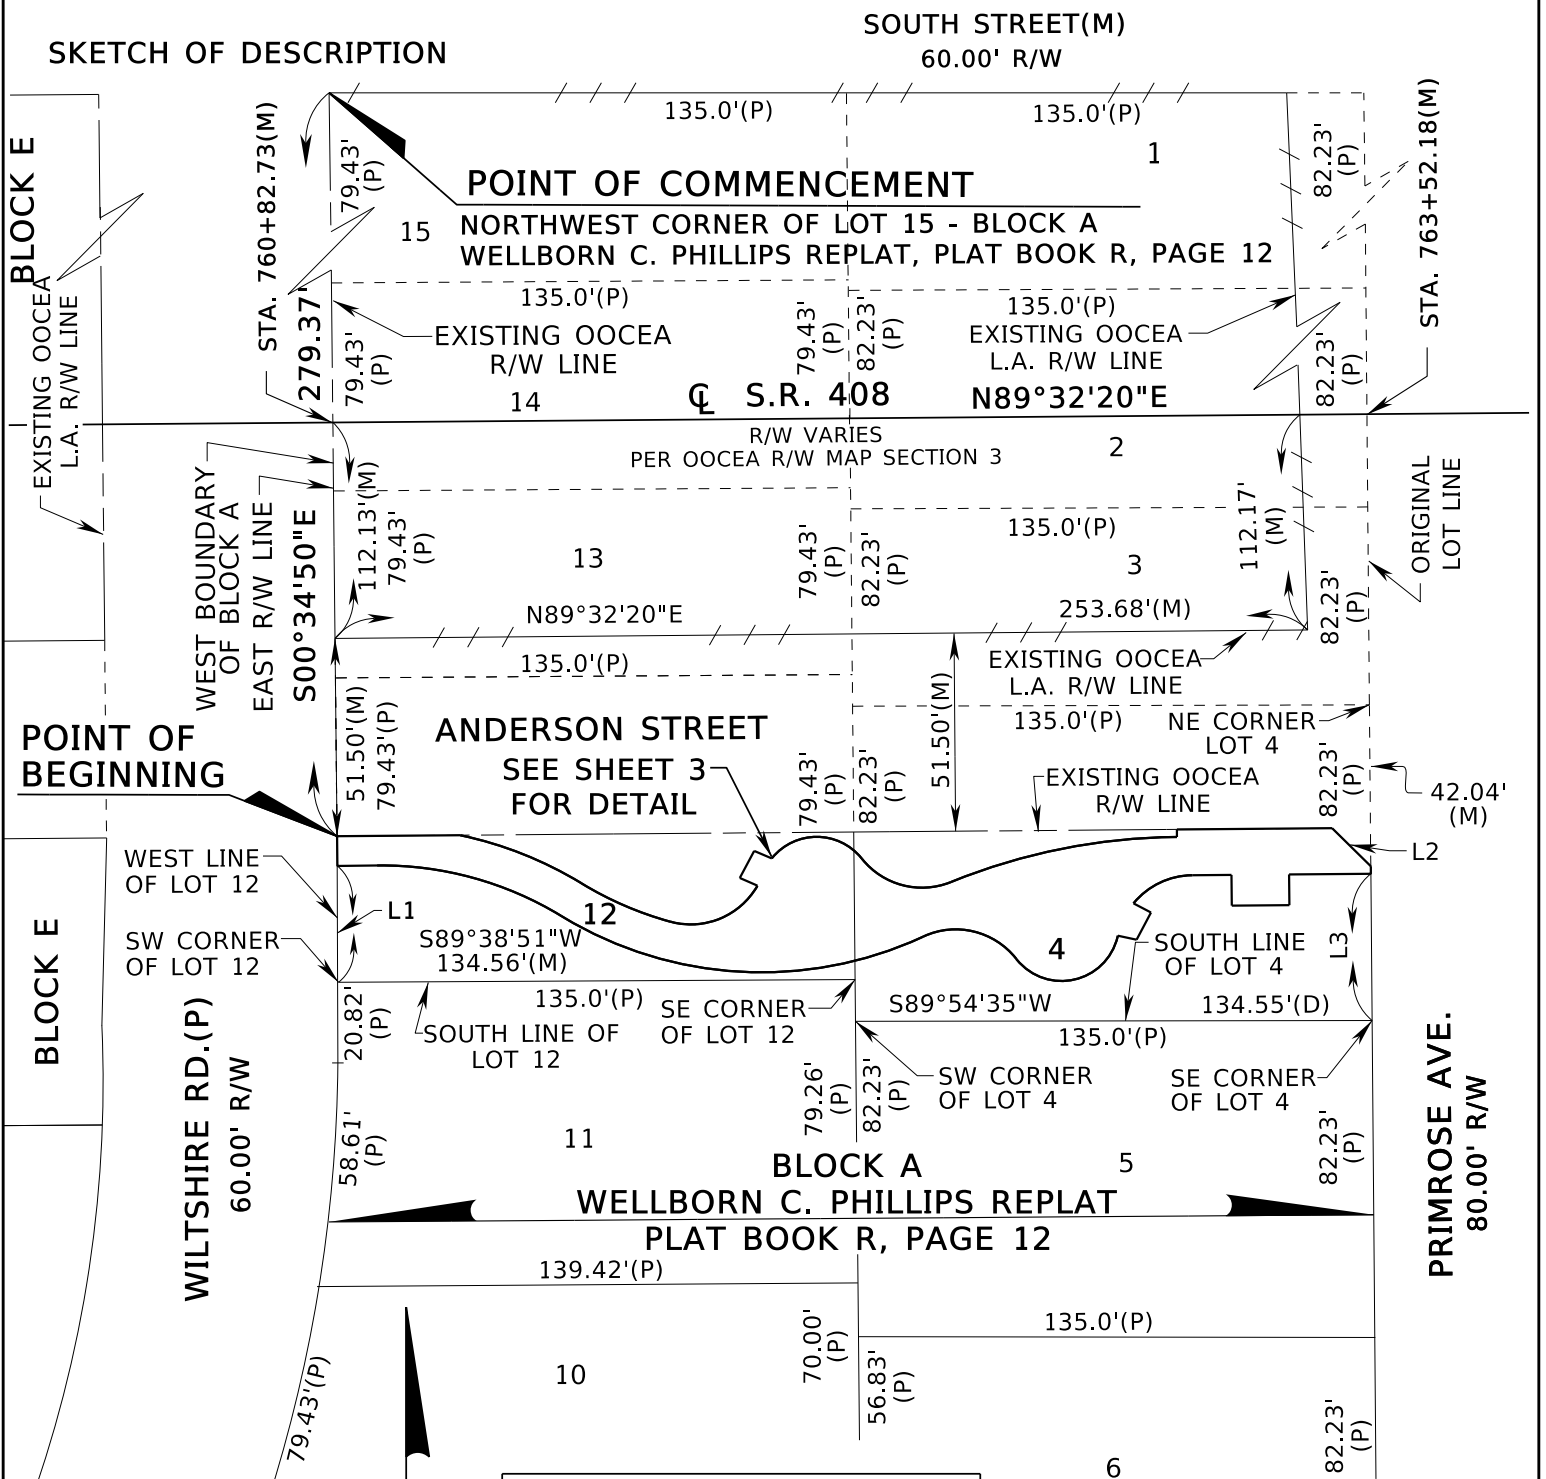 SOUTH STREET(M)
60.00' R/W
SKETCH OF DESCRIPTION
135.0'(P)
135.0'(P)
BLOCK E
STA. 760+82.73(M)
79.43'
(P)
82.23'
(P)
STA. 763+52.18(M)
1
POINT OF COMMENCEMENT
15
NORTHWEST CORNER OF LOT 15 - BLOCK A
WELLBORN C. PHILLIPS REPLAT, PLAT BOOK R, PAGE 12
135.0'(P)
135.0'(P)
EXISTING OOCEA
L.A. R/W LINE
279.37'
79.43'
(P)
EXISTING OOCEA
R/W LINE
79.43'
(P)
82.23'
(P)
EXISTING OOCEA
L.A. R/W LINE
82.23'
(P)
14
℄ S.R. 408
N89°32'20"E
R/W VARIES
PER OOCEA R/W MAP SECTION 3
2
WEST BOUNDARY
OF BLOCK A
EAST R/W LINE
S00°34'50"E
112.13'(M)
79.43'
(P)
13
79.43'
(P)
82.23'
(P)
135.0'(P)
3
112.17'
(M)
82.23'
(P)
ORIGINAL
LOT LINE
N89°32'20"E
253.68'(M)
135.0'(P)
EXISTING OOCEA
L.A. R/W LINE
51.50'(M)
79.43'(P)
ANDERSON STREET
SEE SHEET 3
FOR DETAIL
79.43'
(P)
82.23'
(P)
51.50'(M)
135.0'(P)
NE CORNER
LOT 4
EXISTING OOCEA
R/W LINE
82.23'
(P)
42.04'
(M)
POINT OF
BEGINNING
WEST LINE
OF LOT 12
L2
L1
12
SW CORNER
OF LOT 12
S89°38'51"W
134.56'(M)
4
SOUTH LINE
OF LOT 4
L3
BLOCK E
WILTSHIRE RD.(P)
60.00' R/W
20.82'
(P)
135.0'(P)
SOUTH LINE OF
LOT 12
SE CORNER
OF LOT 12
S89°54'35"W
134.55'(D)
135.0'(P)
SW CORNER
OF LOT 4
SE CORNER
OF LOT 4
79.26'
(P)
82.23'
(P)
PRIMROSE AVE.
80.00' R/W
58.61'
(P)
11
5
82.23'
(P)
BLOCK A
WELLBORN C. PHILLIPS REPLAT
PLAT BOOK R, PAGE 12
139.42'(P)
135.0'(P)
79.43'(P)
10
70.00'
(P)
56.83'
(P)
82.23'
(P)
6